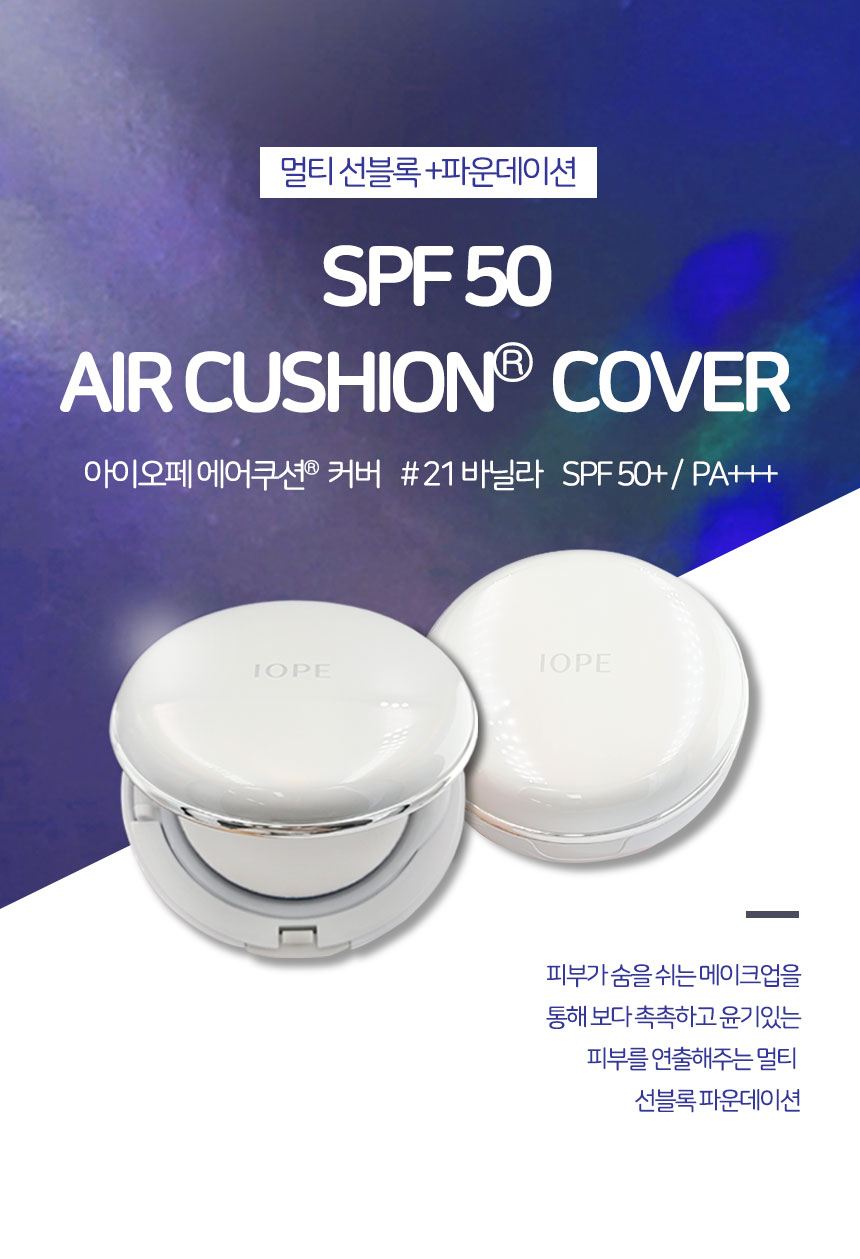 멀티 선블록 +파운데이션
SPF 50
AIR CUSHION® COVER
아이오페 에어쿠션® 커버 # 21 바닐라 SPF 50+ / PA+++
IOPE
IOPE
피부가 숨을 쉬는 메이크업을
통해 보다 촉촉하고 윤기있는
피부를 연출해주는 멀티
선블록 파운데이션